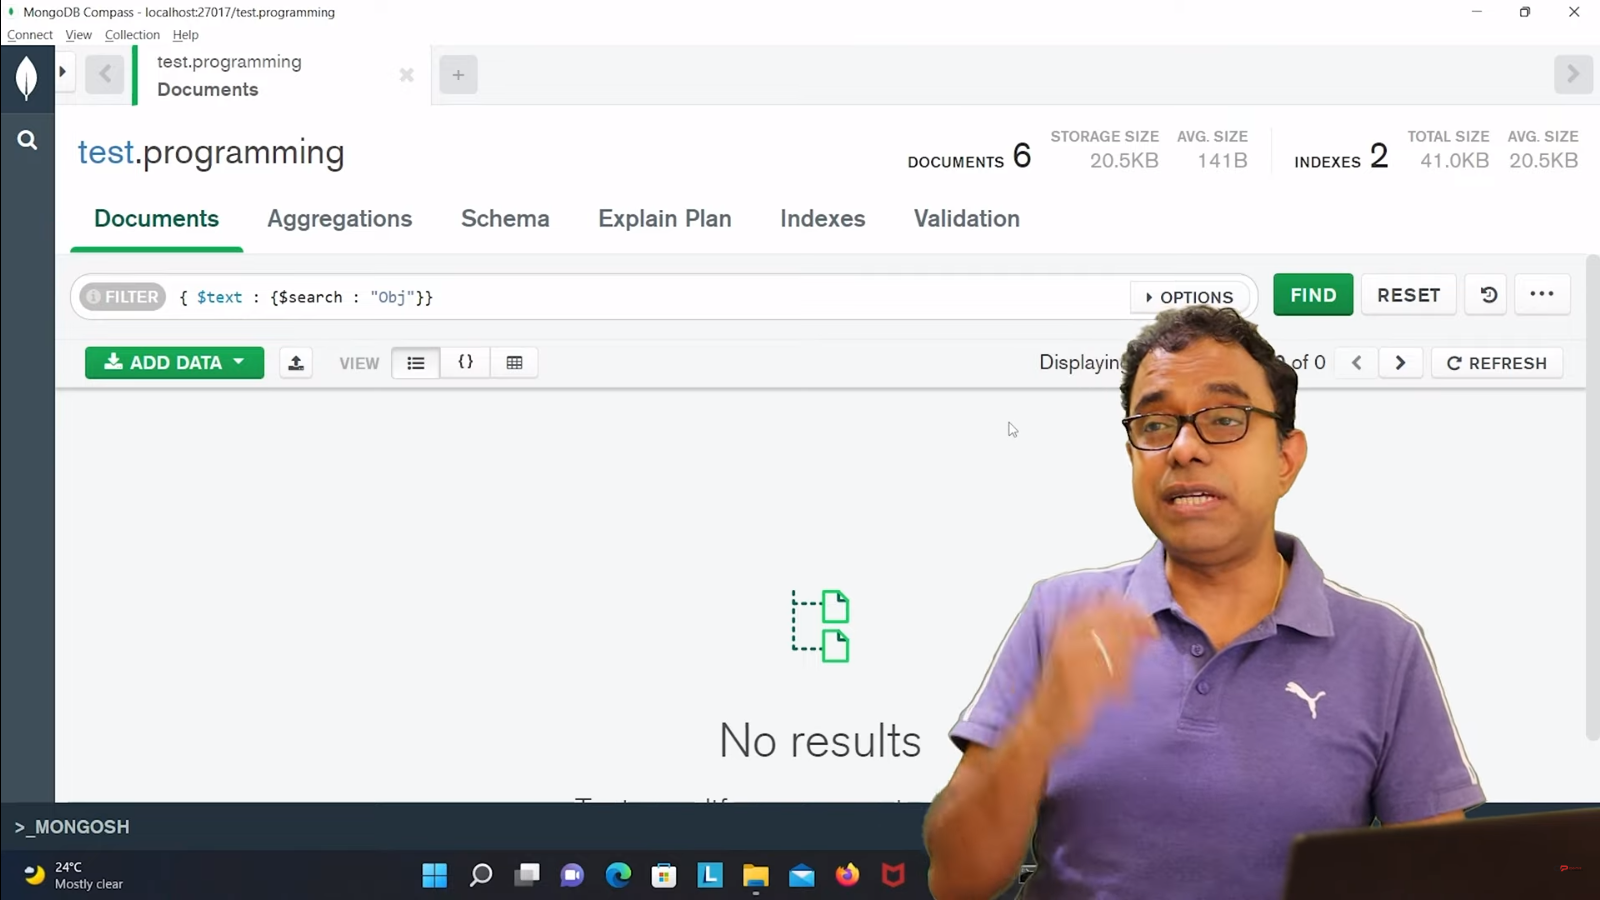 MongoDB Compass - localhost:27017/test.programming
Connect View Collection Help
test.programming
Documents
test.programming
DOCUMENTS 6
STORAGE SIZE
20.5KB
AVG. SIZE
141B
INDEXES 2
TOTAL SIZE
41.0KB
AVG. SIZE
20.5KB
Documents Aggregations Schema Explain Plan Indexes Validation
FILTER { $text : {$search : "Obj"}}
OPTIONS
FIND
RESET
ADD DATA
VIEW
Displaying of 0
REFRESH
No results
>_MONGOSH
24°C
Mostly clear